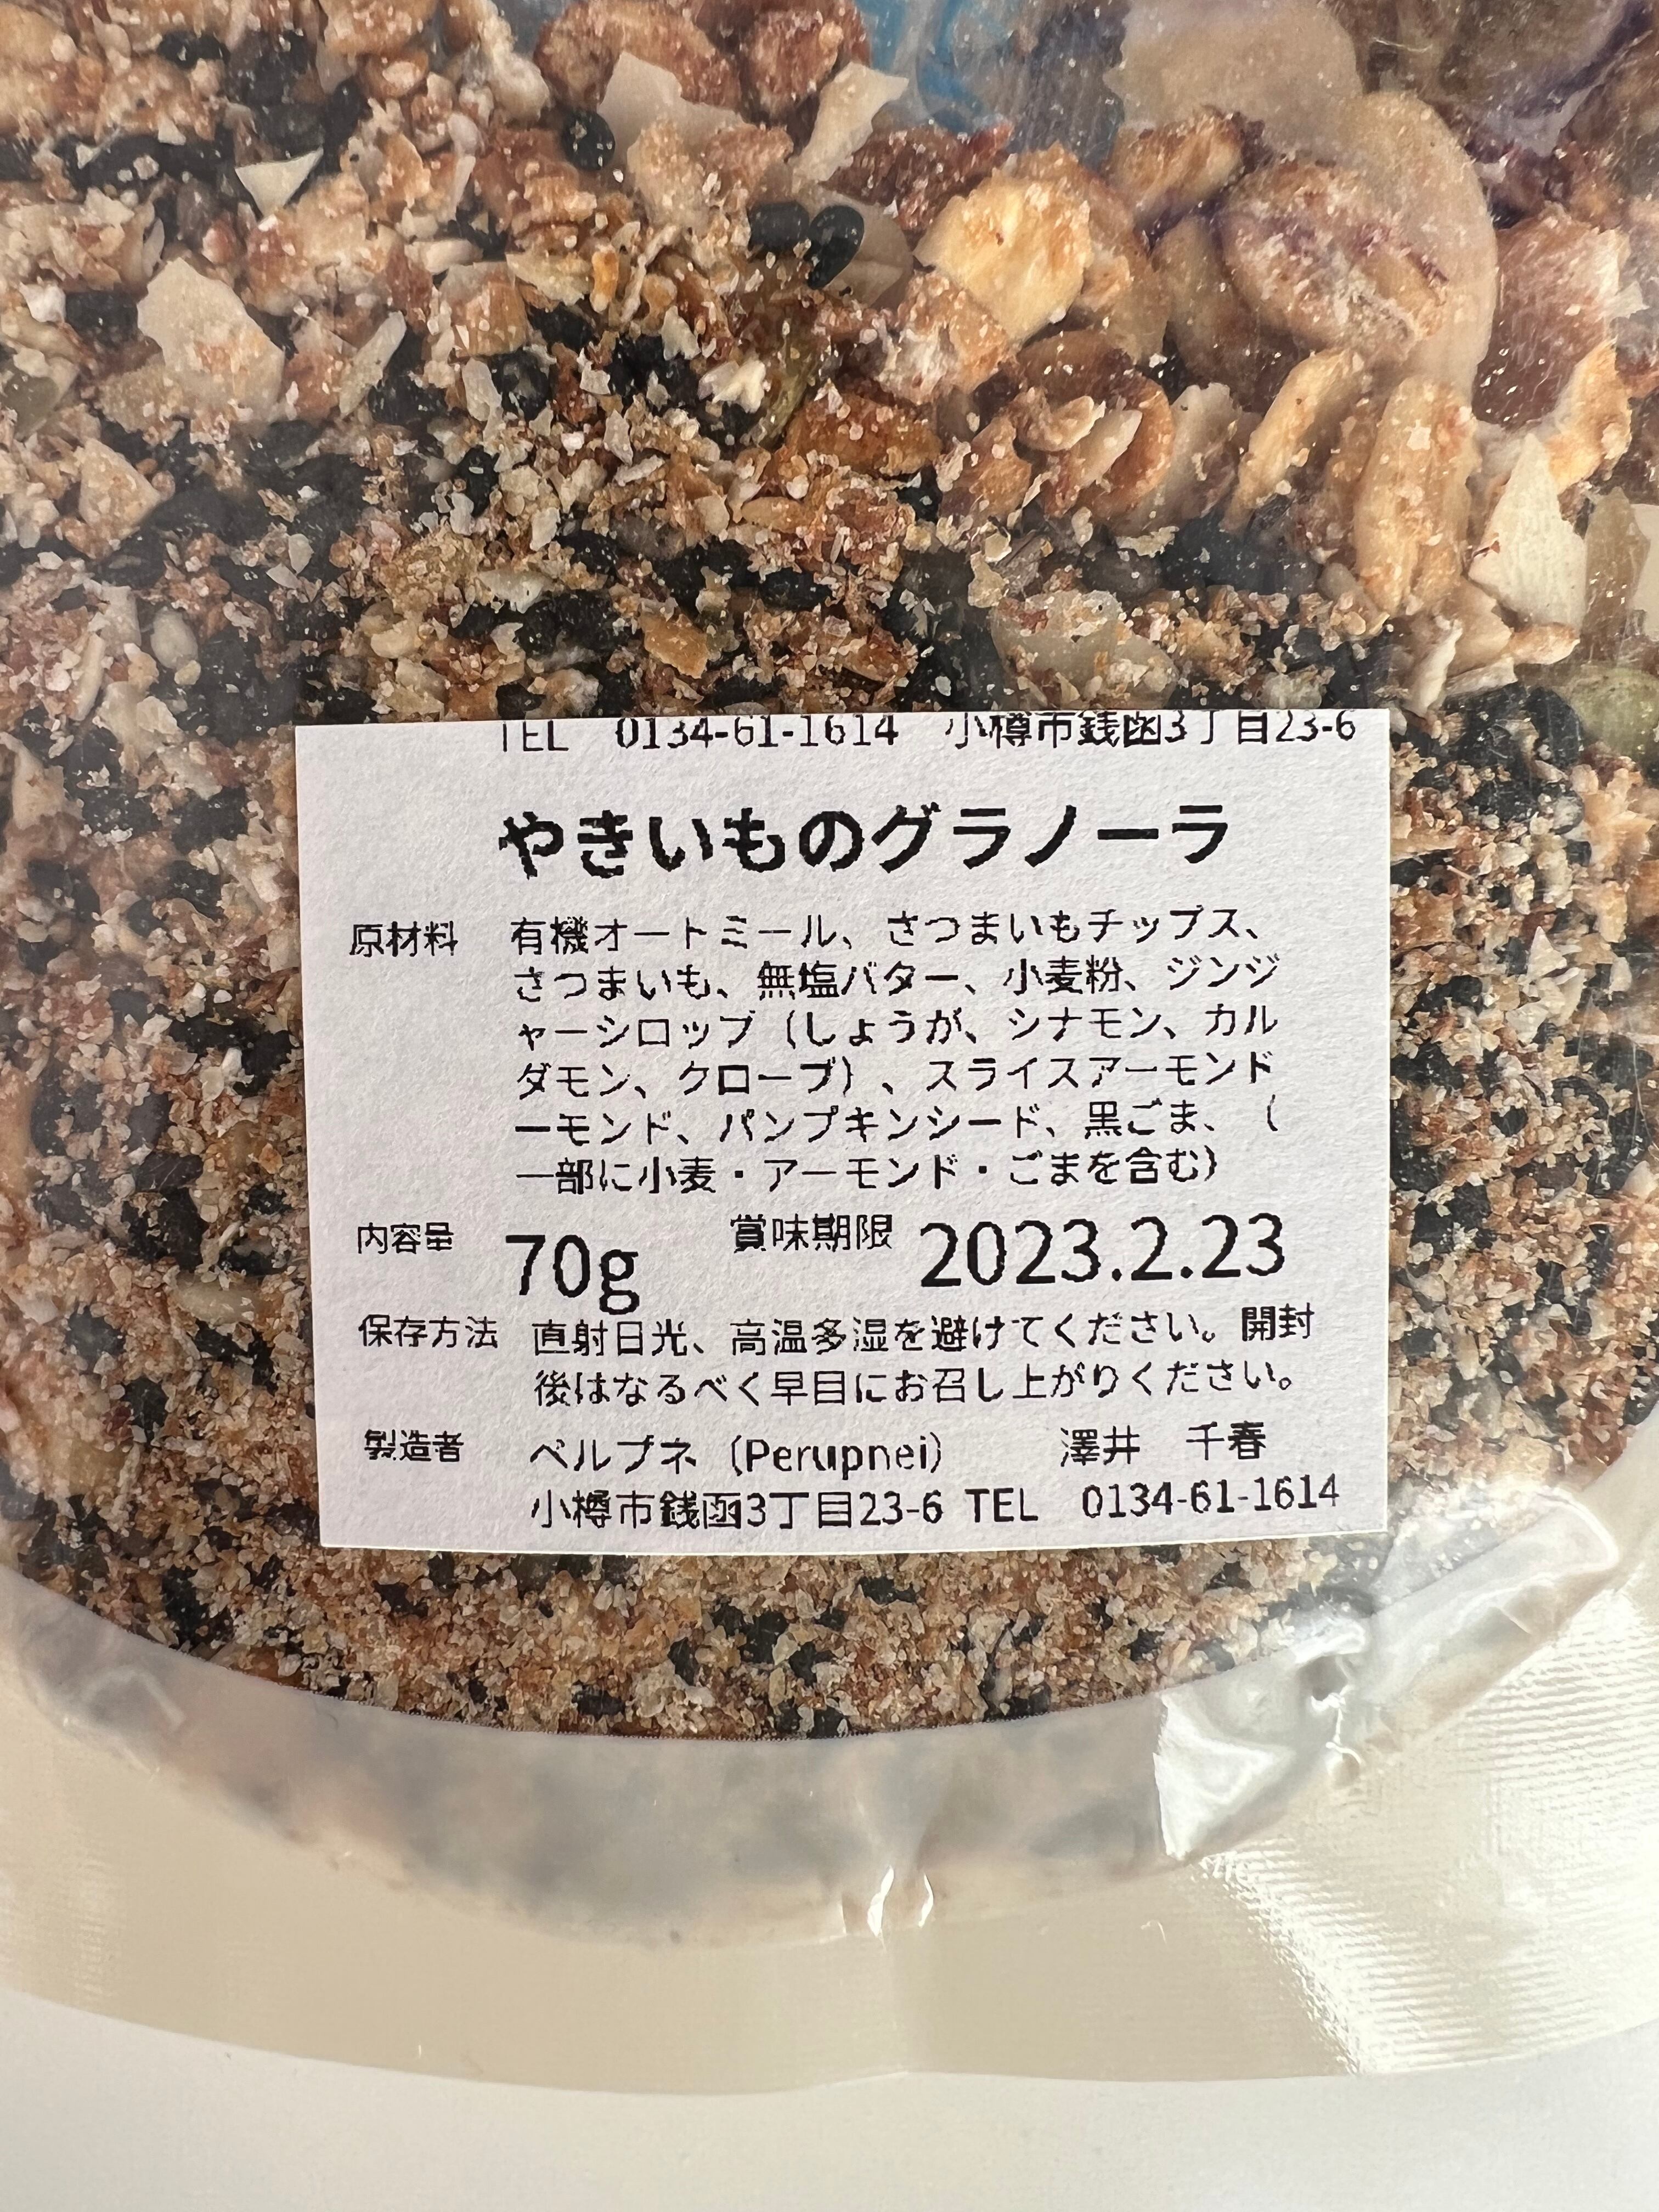 TEL 0134-61-1614 小樽市銭函3丁目23-6
やきいものグラノーラ
原材料 有機オートミール、さつまいもチップス、
さつまいも、無塩バター、小麦粉、ジンジ
ャーシロップ（しょうが、シナモン、カル
ダモン、クローブ）、スライスアーモンド
ーモンド、パンプキンシード、黒ごま、（
一部に小麦・アーモンド・ごまを含む）
内容量 70g 賞味期限 2023.2.23
保存方法 直射日光、高温多湿を避けてください。開封
後はなるべく早目にお召し上がりください。
製造者 ペルプネ（Perupnei） 澤井 千春
小樽市銭函3丁目23-6 TEL 0134-61-1614